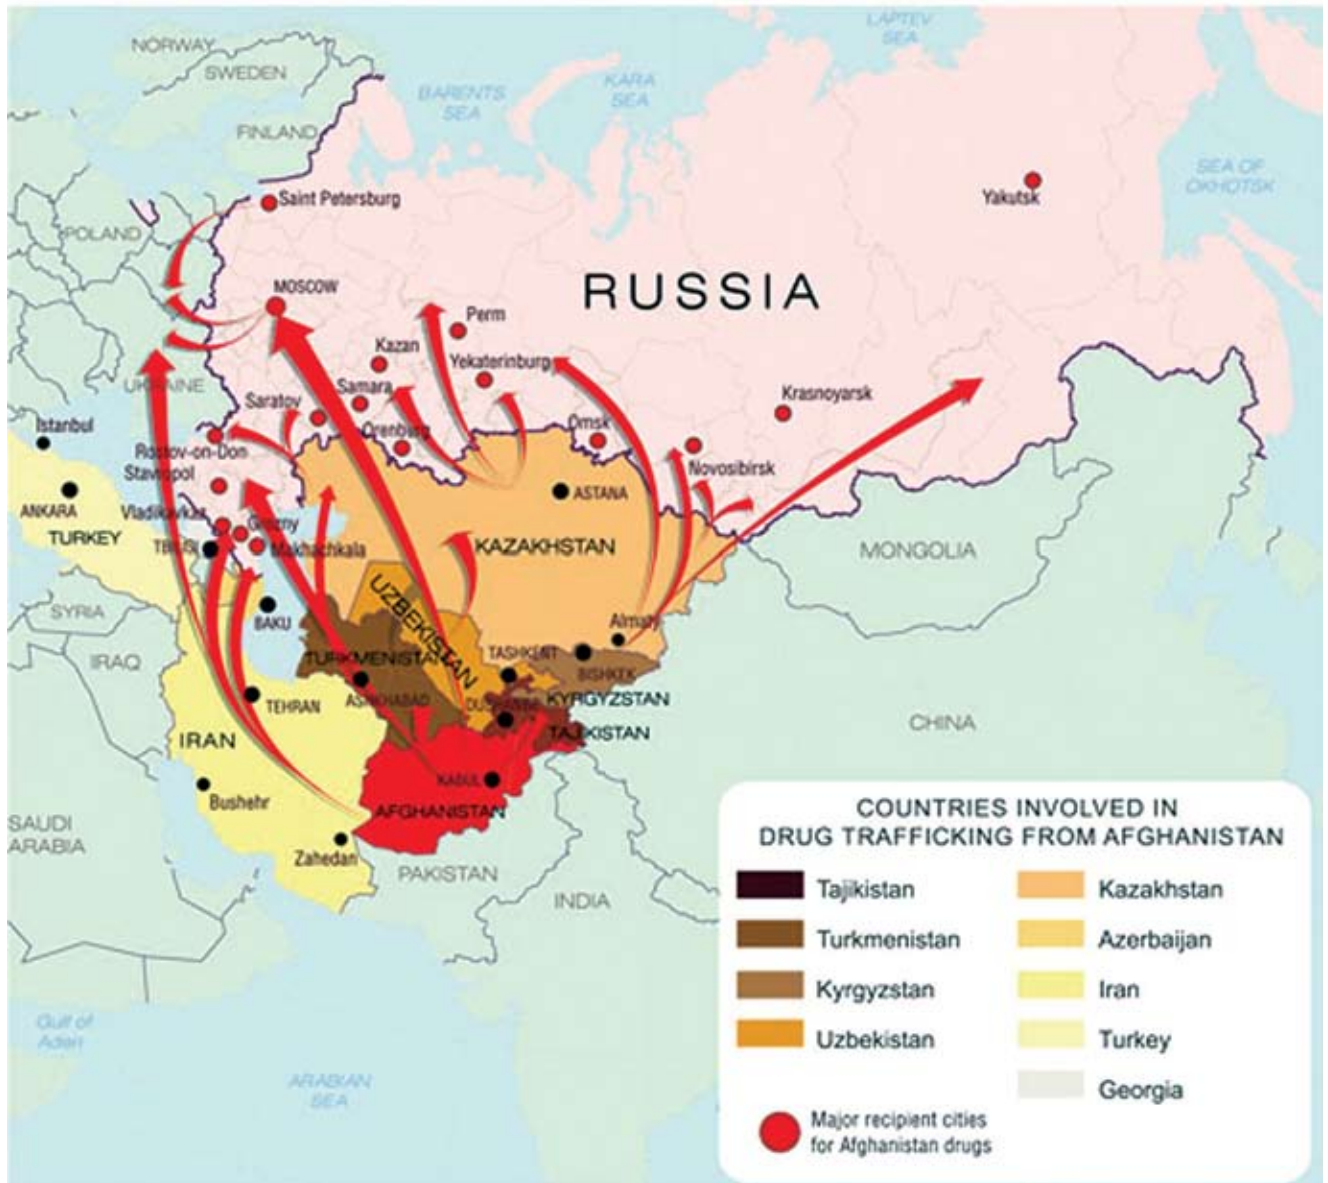 LAPTEV
SEA
NORWAY
SWEDEN
BARENTS
SEA
KARA
SEA
FINLAND
SEA OF
OKHOTSK
Saint Petersburg
Yakutsk
POLAND
MOSCOW
RUSSIA
Perm
Kazan
Yekaterinburg
UKRAINE
Samara
Saratov
Krasnoyarsk
Istanbul
Orenburg
Omsk
Rostov-on-Don
Novosibirsk
Stavropol
ASTANA
ANKARA
Vladikavkaz
Grozny
TURKEY
TBILISI
Makhachkala
KAZAKHSTAN
MONGOLIA
UZBEKISTAN
SYRIA
BAKU
Almaty
IRAQ
TURKMENISTAN
TASHKENT
BISHKEK
ASHKHABAD
KYRGYZSTAN
TEHRAN
DUSHANBE
CHINA
IRAN
TAJIKISTAN
KABUL
Bushehr
AFGHANISTAN
SAUDI
ARABIA
Zahedan
PAKISTAN
INDIA
Gulf of
Aden
ARABIAN
SEA
COUNTRIES INVOLVED IN
DRUG TRAFFICKING FROM AFGHANISTAN
Tajikistan
Kazakhstan
Turkmenistan
Azerbaijan
Kyrgyzstan
Iran
Uzbekistan
Turkey
Georgia
Major recipient cities
for Afghanistan drugs